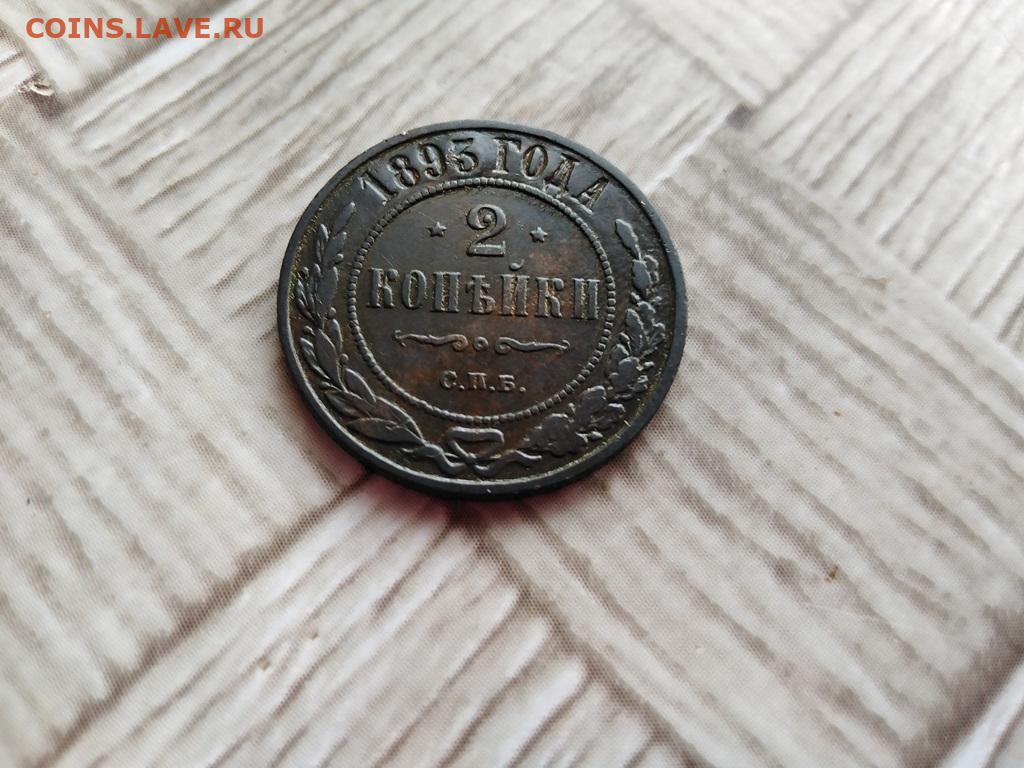 COINS.LAVE.RU
1893 ГОДА
2
КОПѢЙКИ
С.П.Б.